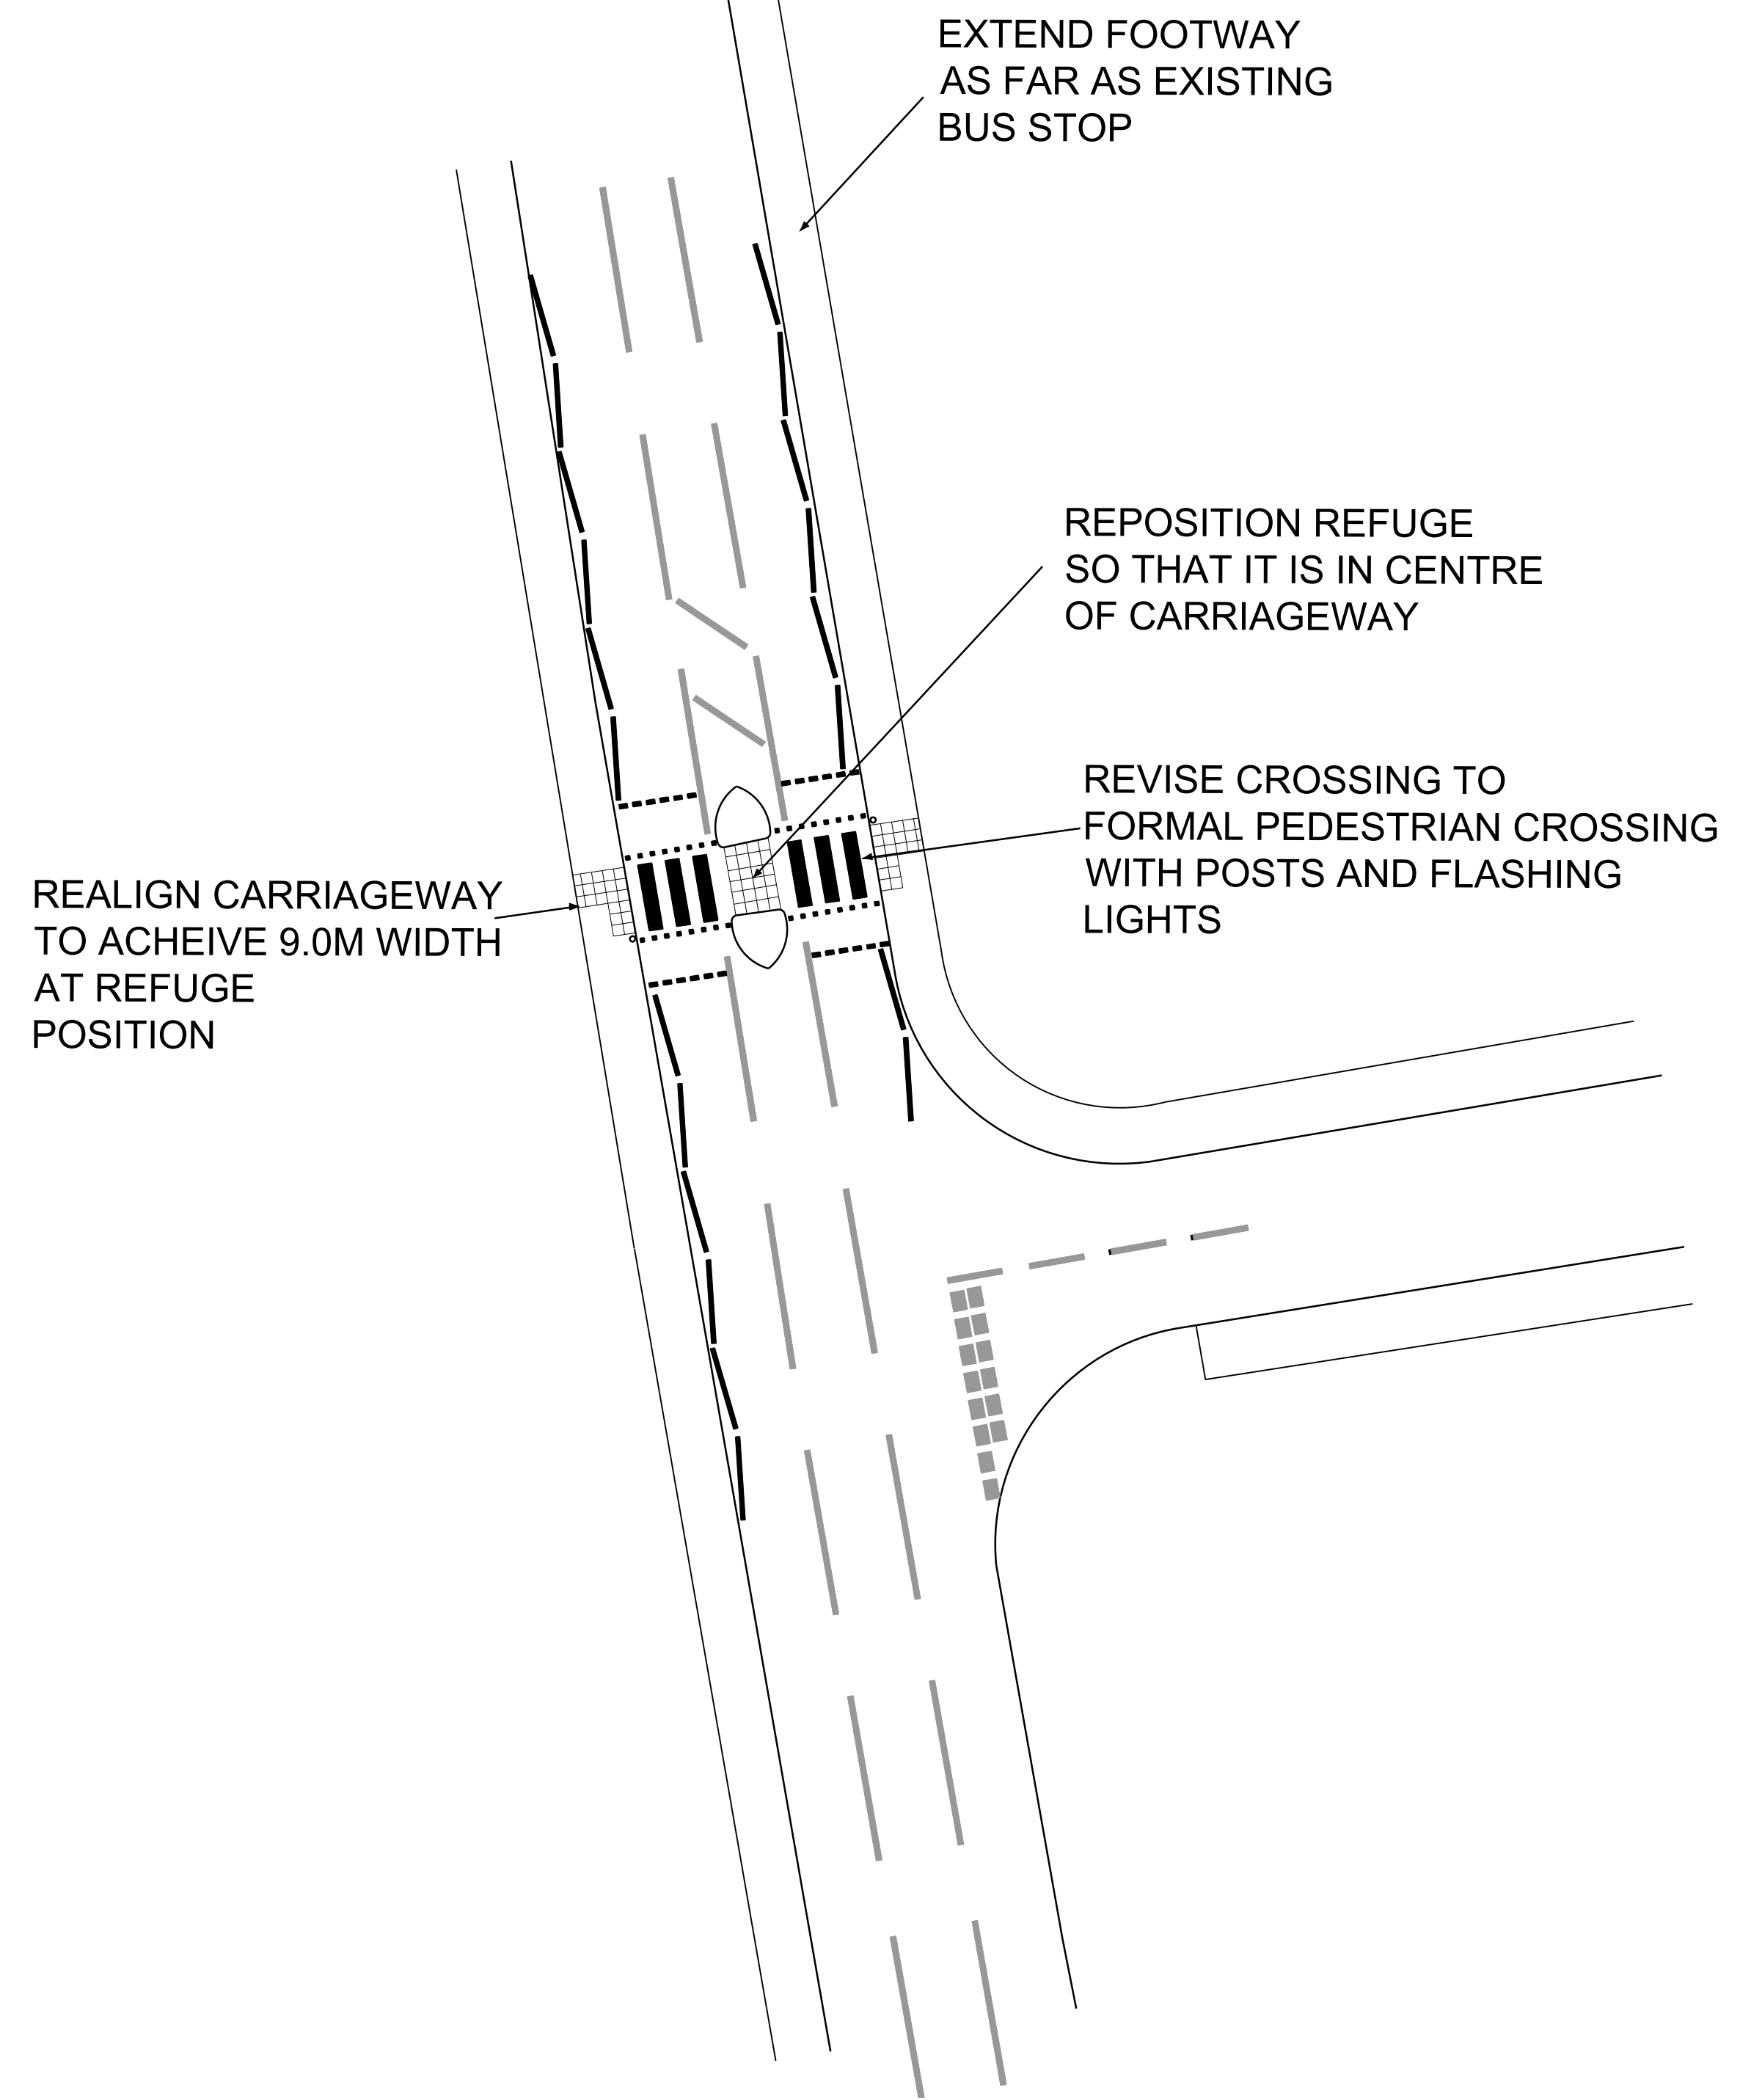 EXTEND FOOTWAY
AS FAR AS EXISTING
BUS STOP
REPOSITION REFUGE
SO THAT IT IS IN CENTRE
OF CARRIAGEWAY
REVISE CROSSING TO
FORMAL PEDESTRIAN CROSSING
WITH POSTS AND FLASHING
LIGHTS
REALIGN CARRIAGEWAY
TO ACHEIVE 9.0M WIDTH
AT REFUGE
POSITION